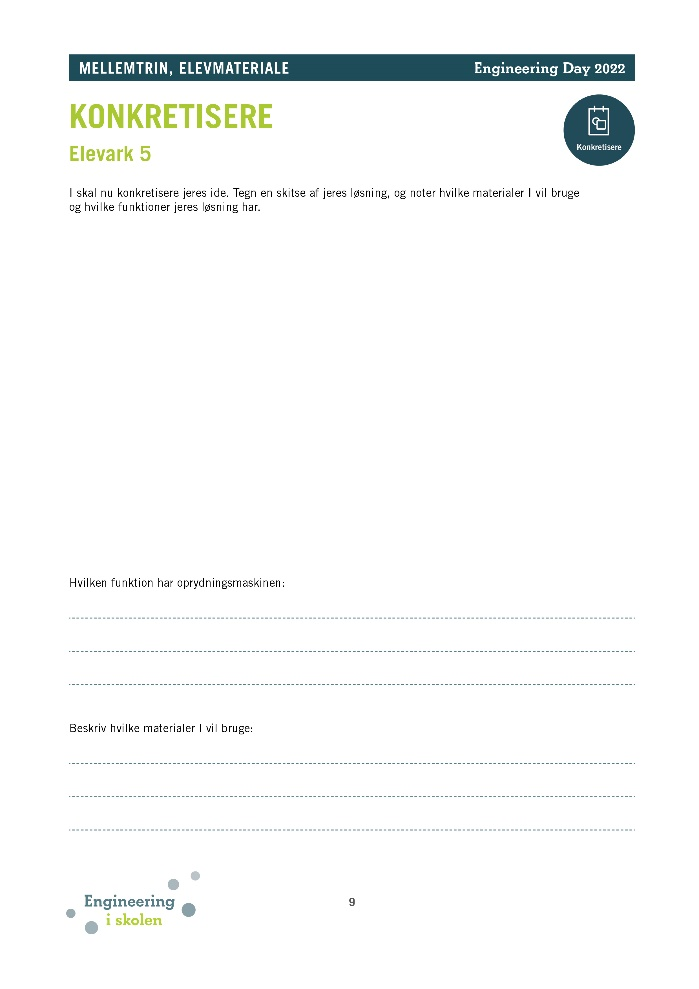 MELLEMTRIN, ELEVMATERIALE
Engineering Day 2022
KONKRETISERE
Konkretisere
Elevark 5
I skal nu konkretisere jeres ide. Tegn en skitse af jeres løsning, og noter hvilke materialer I vil bruge
og hvilke funktioner jeres løsning har.
Hvilken funktion har oprydningsmaskinen:
Beskriv hvilke materialer I vil bruge:
Engineering
i skolen
9